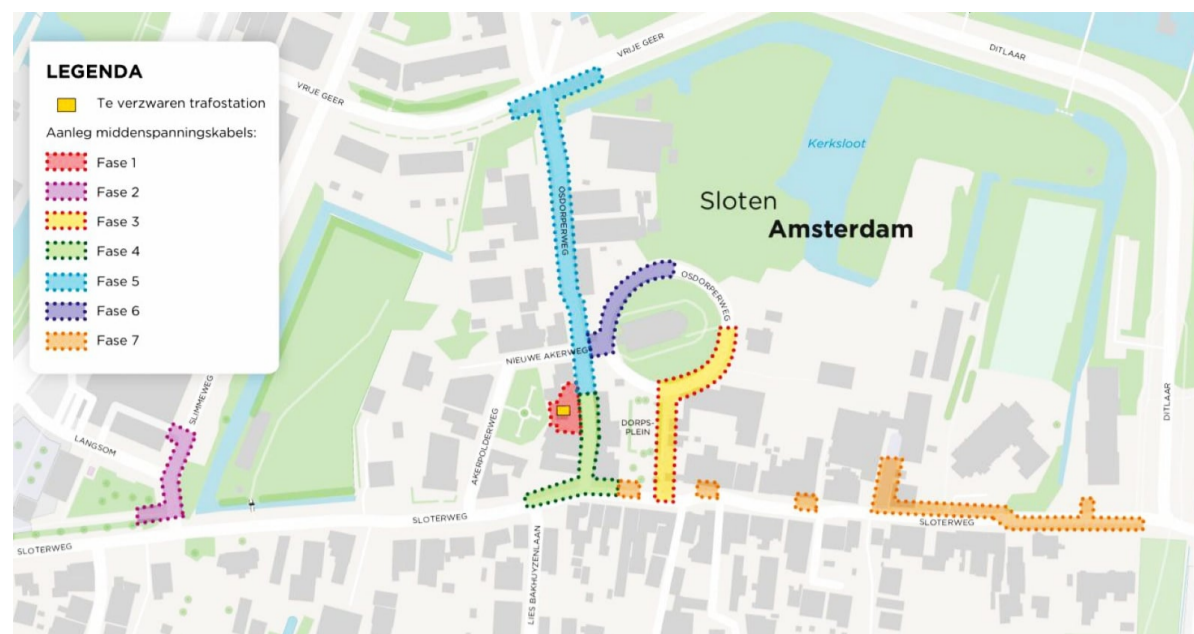 LEGENDA
Te verzwaren trafostation
Aanleg middenspanningskabels:
Fase 1
Fase 2
Fase 3
Fase 4
Fase 5
Fase 6
Fase 7
VRIJE GEER
VRIJE GEER
DITLAAR
Kerksloot
OSDORPERWEG
Sloten
Amsterdam
OSDORPERWEG
NIEUWE AKERWEG
SLIMMEWEG
DITLAAR
DORPS-
PLEIN
LANGSOM
AKERPOLDERWEG
SLOTERWEG
SLOTERWEG
SLOTERWEG
LIES BAKHUYZENLAAN